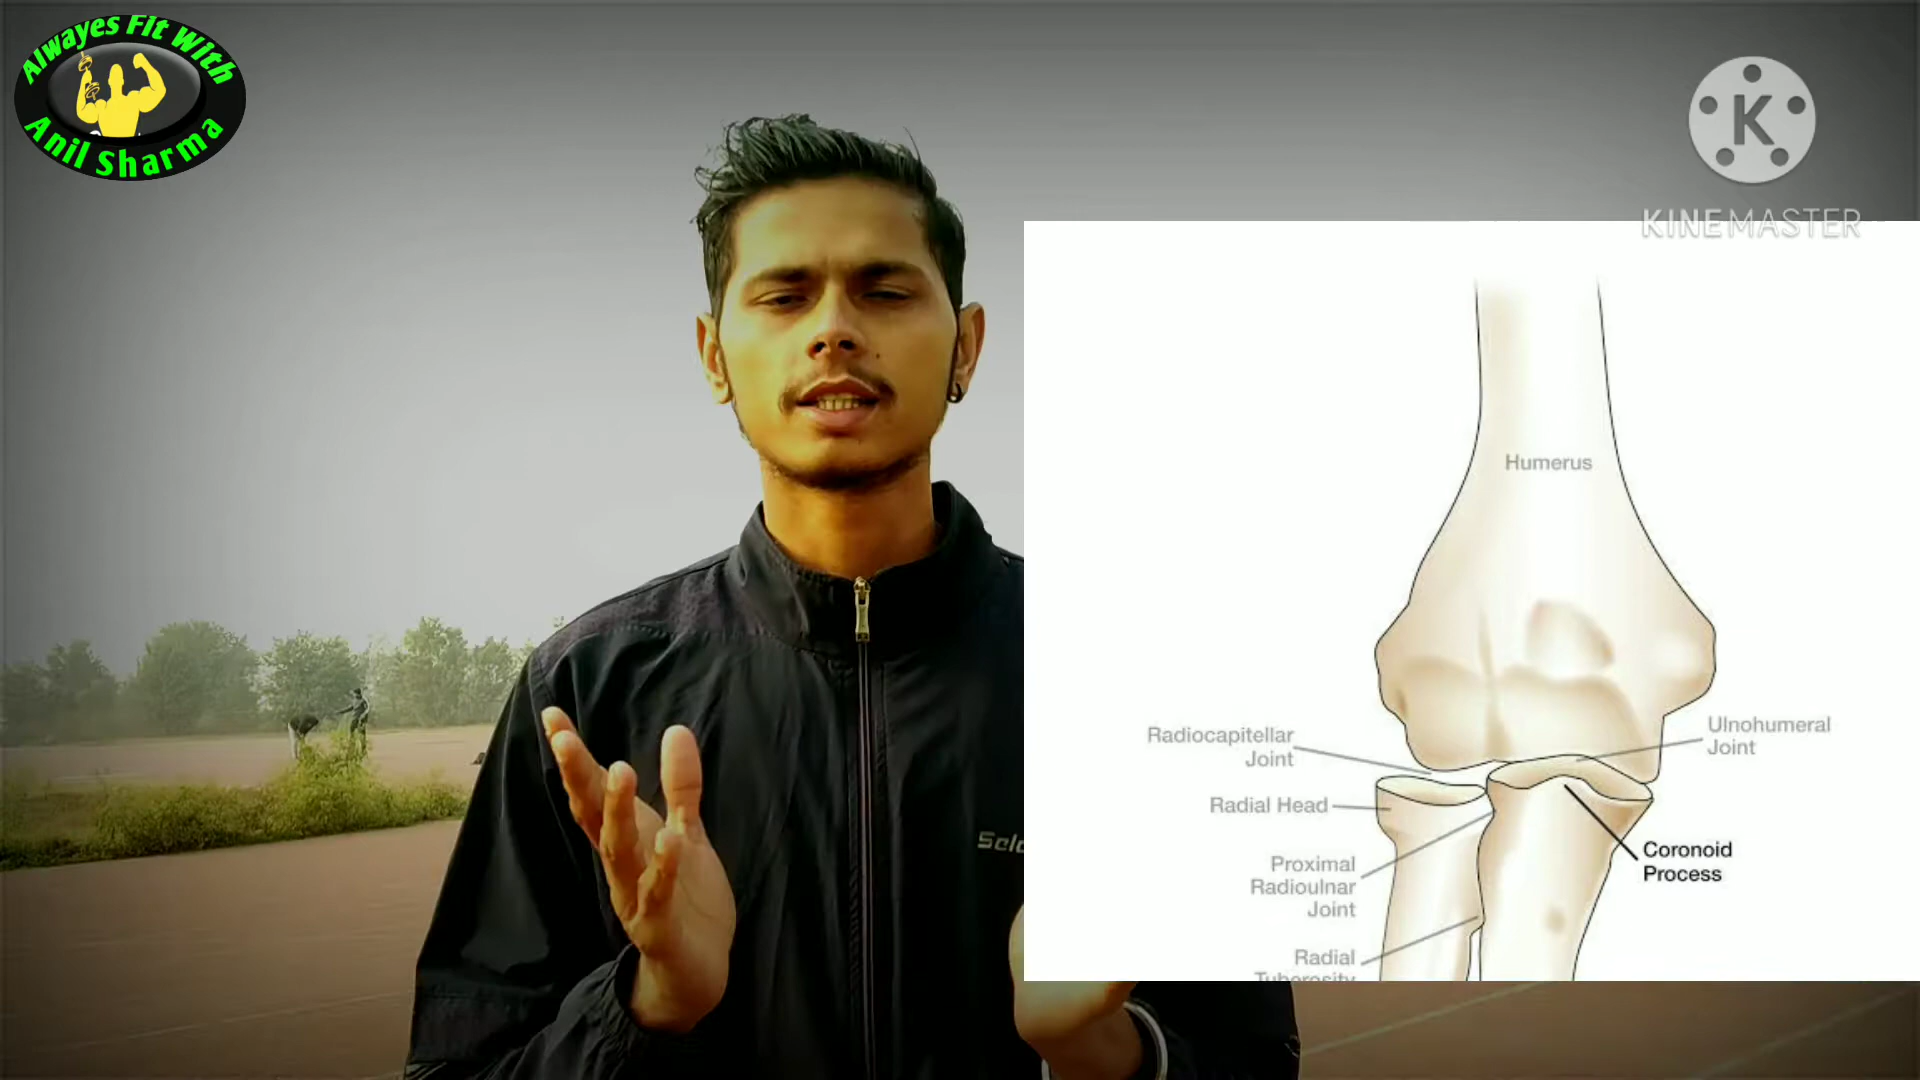 Alwayes Fit With
Anil Sharma
K
KINEMASTER
Humerus
Radiocapitellar
Joint
Ulnohumeral
Joint
Radial Head
Proximal
Radioulnar
Joint
Coronoid
Process
Radial
Tuberosity